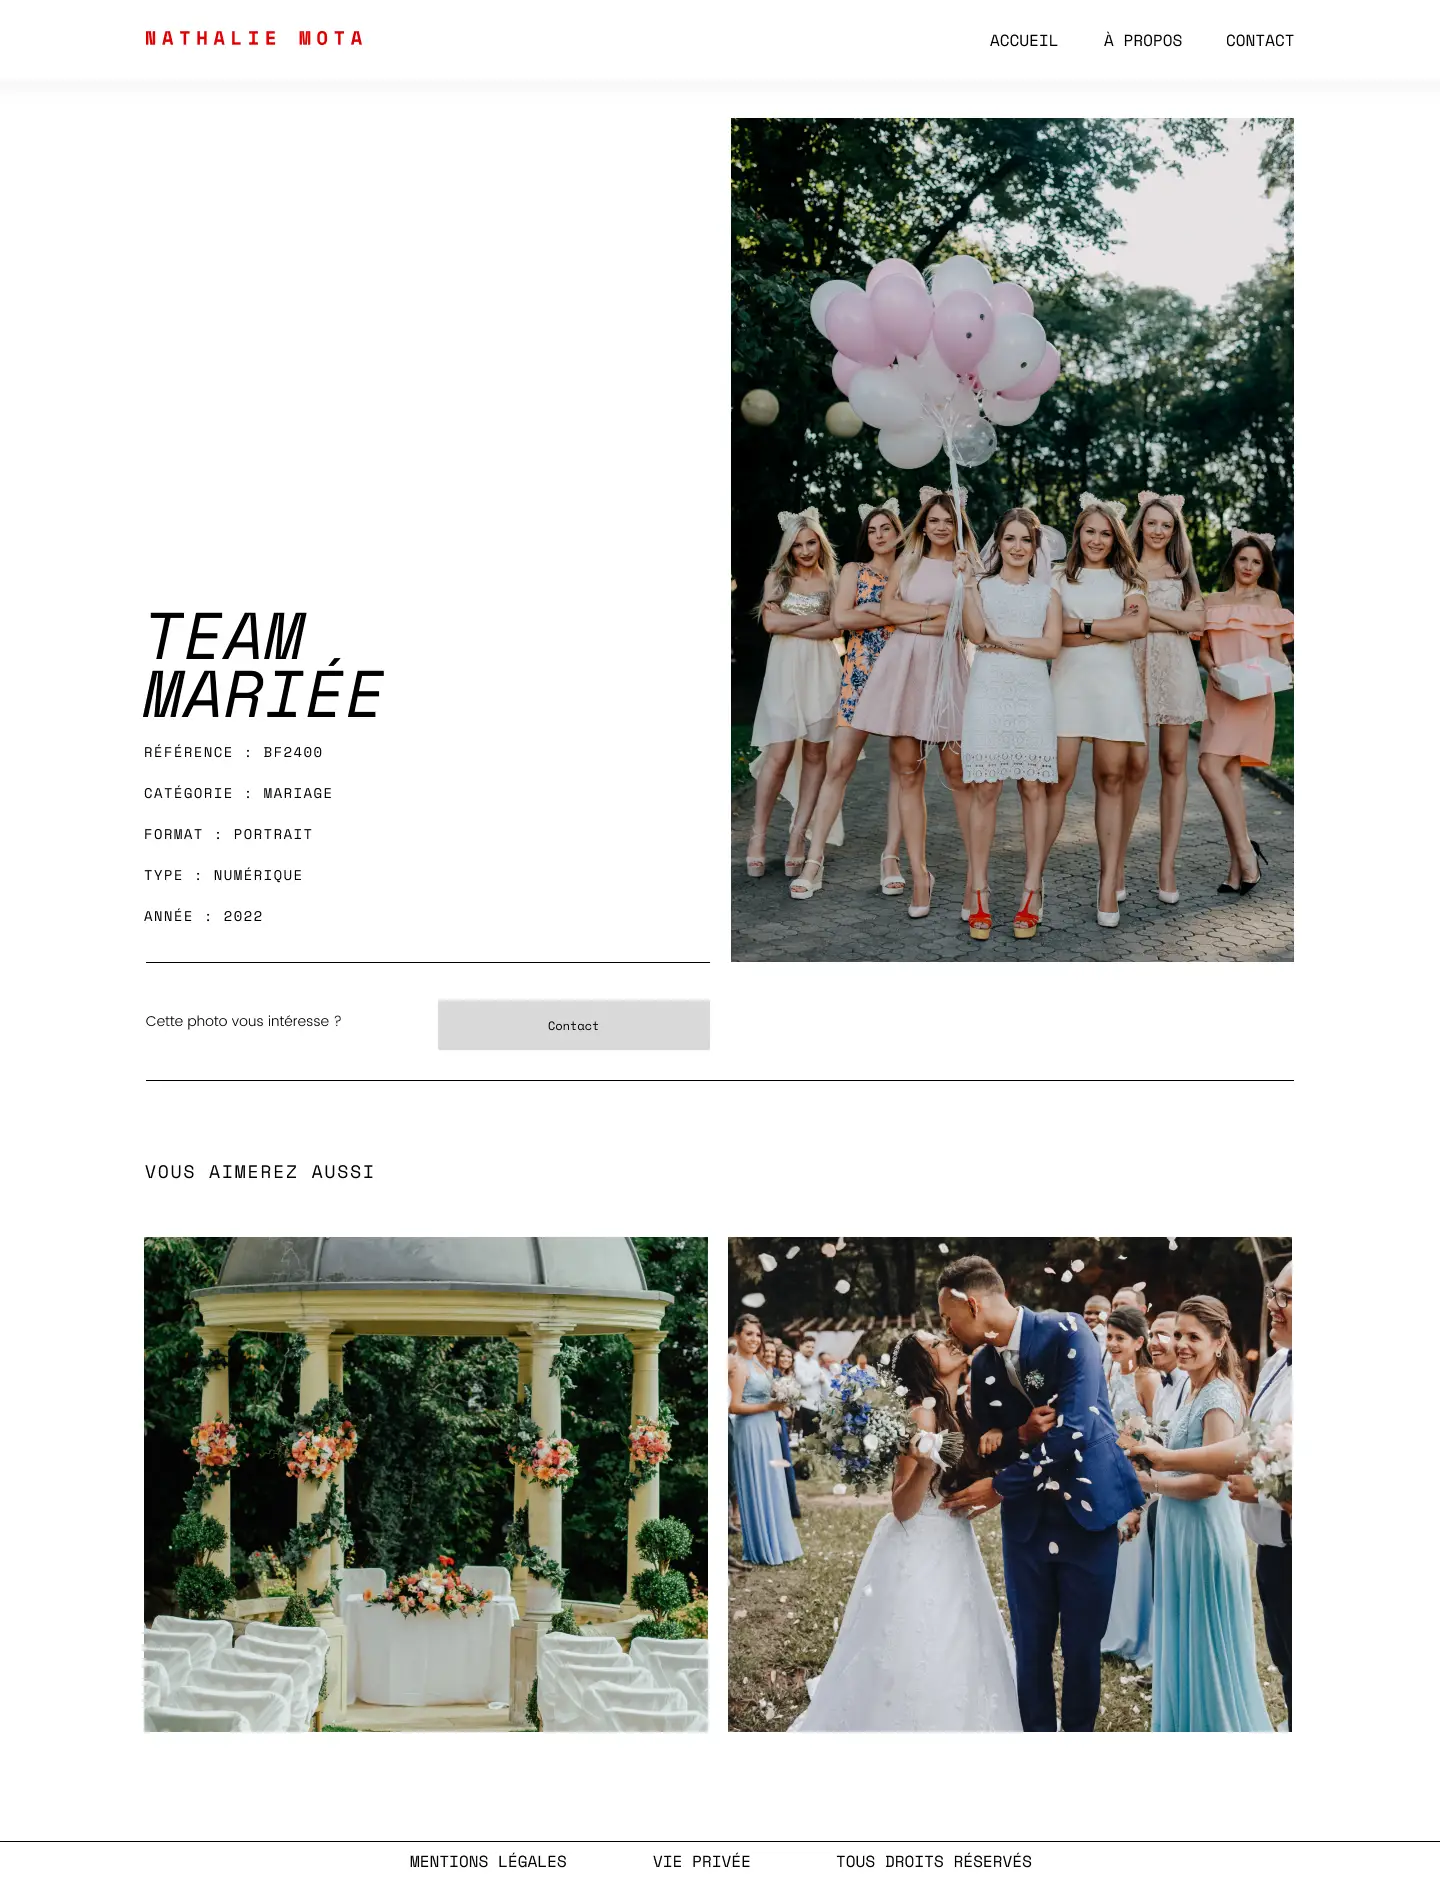 NATHALIE MOTA
ACCUEIL À PROPOS CONTACT
TEAM
MARIÉE
RÉFÉRENCE : BF2400
CATÉGORIE : MARIAGE
FORMAT : PORTRAIT
TYPE : NUMÉRIQUE
ANNÉE : 2022
Cette photo vous intéresse ?
Contact
VOUS AIMEREZ AUSSI
MENTIONS LÉGALES VIE PRIVÉE TOUS DROITS RÉSERVÉS